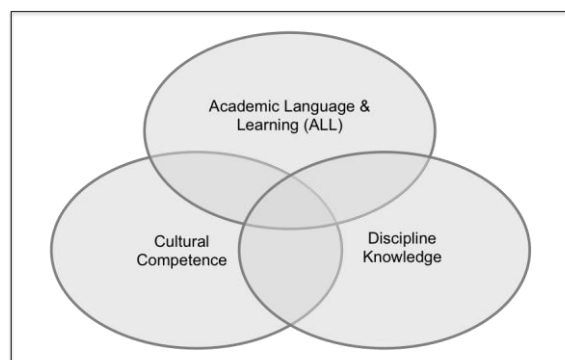 Academic Language &
Learning (ALL)
Cultural
Competence
Discipline
Knowledge